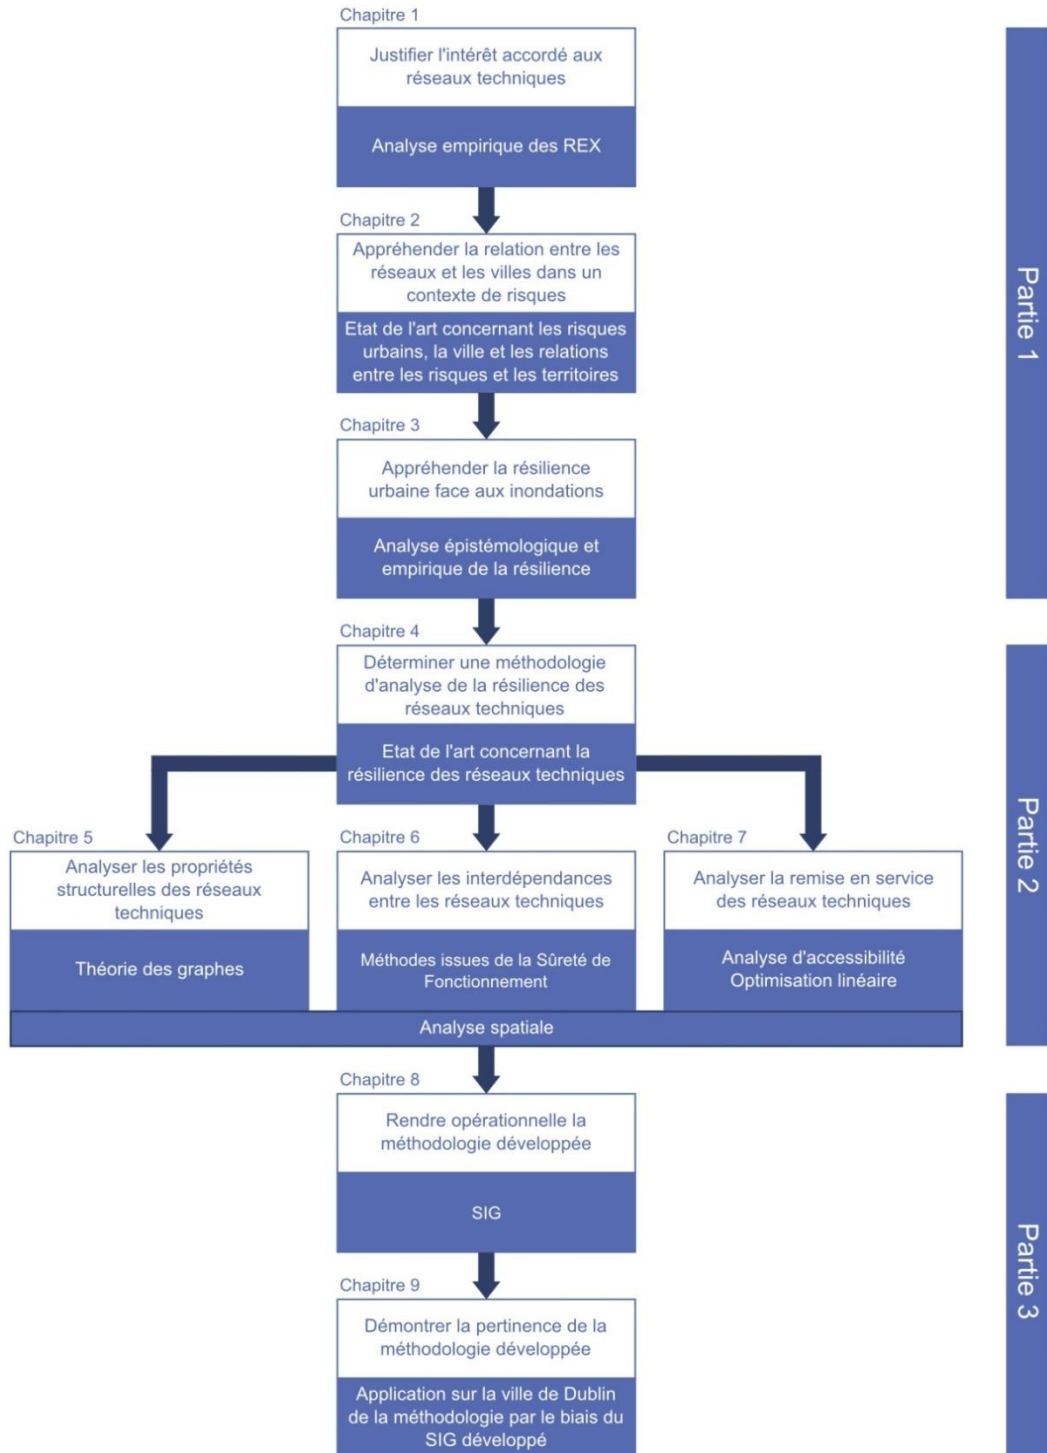 Chapitre 1
Justifier l'intérêt accordé aux
réseaux techniques
Analyse empirique des REX
Chapitre 2
Appréhender la relation entre les
réseaux et les villes dans un
contexte de risques
Etat de l'art concernant les risques
urbains, la ville et les relations
entre les risques et les territoires
Chapitre 3
Appréhender la résilience
urbaine face aux inondations
Analyse épistémologique et
empirique de la résilience
Partie 1
Chapitre 4
Déterminer une méthodologie
d'analyse de la résilience des
réseaux techniques
Etat de l'art concernant la
résilience des réseaux techniques
Chapitre 5
Analyser les propriétés
structurelles des réseaux
techniques
Théorie des graphes
Chapitre 6
Analyser les interdépendances
entre les réseaux techniques
Méthodes issues de la Sûreté de
Fonctionnement
Chapitre 7
Analyser la remise en service
des réseaux techniques
Analyse d'accessibilité
Optimisation linéaire
Analyse spatiale
Partie 2
Chapitre 8
Rendre opérationnelle la
méthodologie développée
SIG
Chapitre 9
Démontrer la pertinence de la
méthodologie développée
Application sur la ville de Dublin
de la méthodologie par le biais du
SIG développé
Partie 3